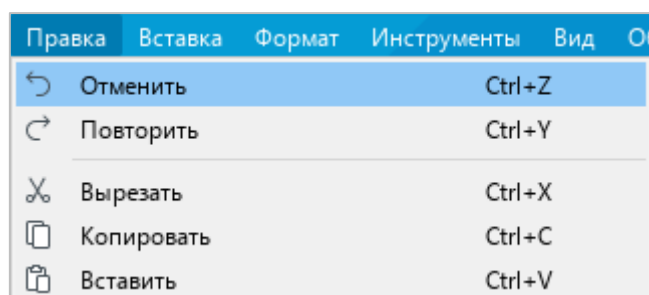 Правка Вставка Формат Инструменты Вид
Отменить Ctrl+Z
Повторить Ctrl+Y
Вырезать Ctrl+X
Копировать Ctrl+C
Вставить Ctrl+V